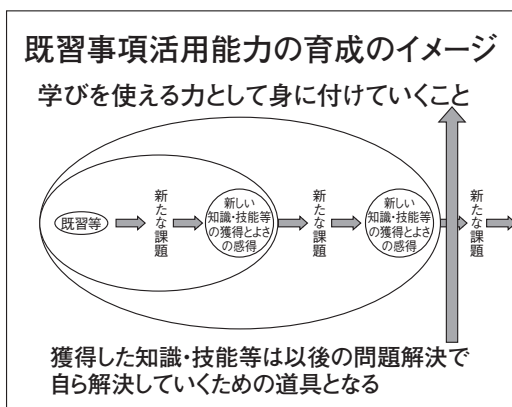 既習事項活用能力の育成のイメージ
学びを使える力として身に付けていくこと
既習等
新たな課題
新しい
知識・技能等
の獲得とよさ
の感得
新たな課題
新しい
知識・技能等
の獲得とよさ
の感得
新たな課題
獲得した知識・技能等は以後の問題解決で
自ら解決していくための道具となる